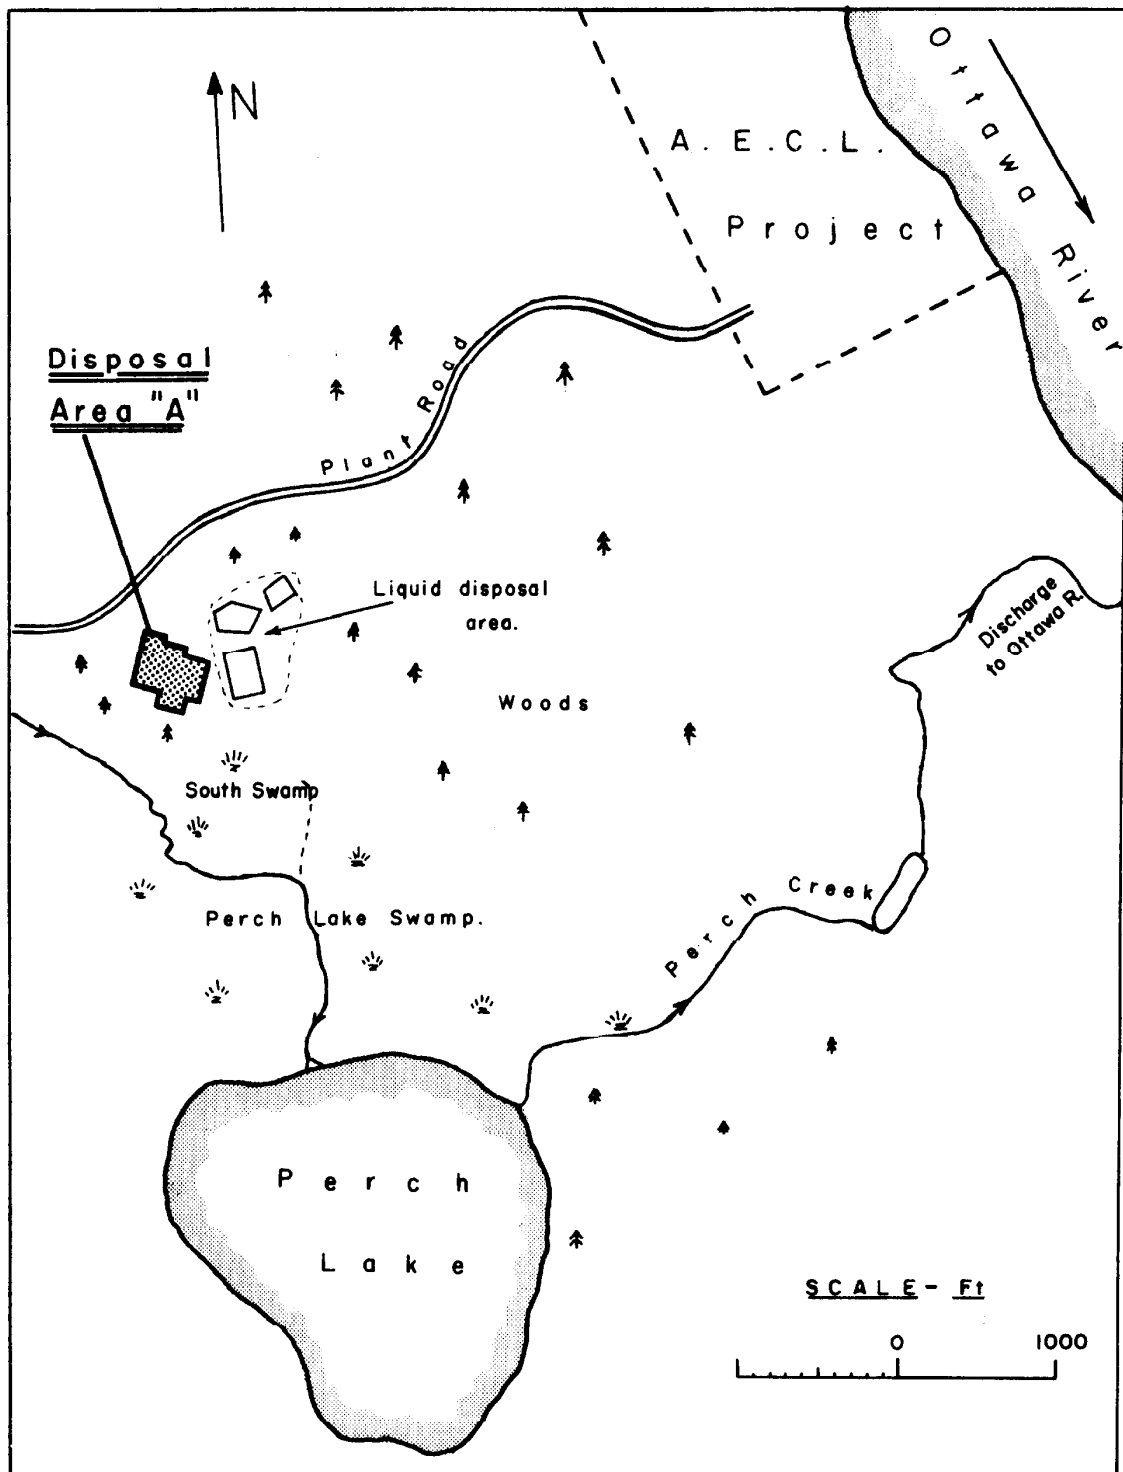 N
Ottawa River
A. E. C. L.
Project
Disposal
Area "A"
Plant Road
Liquid disposal
area.
Discharge
to Ottawa R.
Woods
South Swamp
Perch Creek
Perch Lake Swamp.
Perch
Lake
SCALE - Ft
0 1000